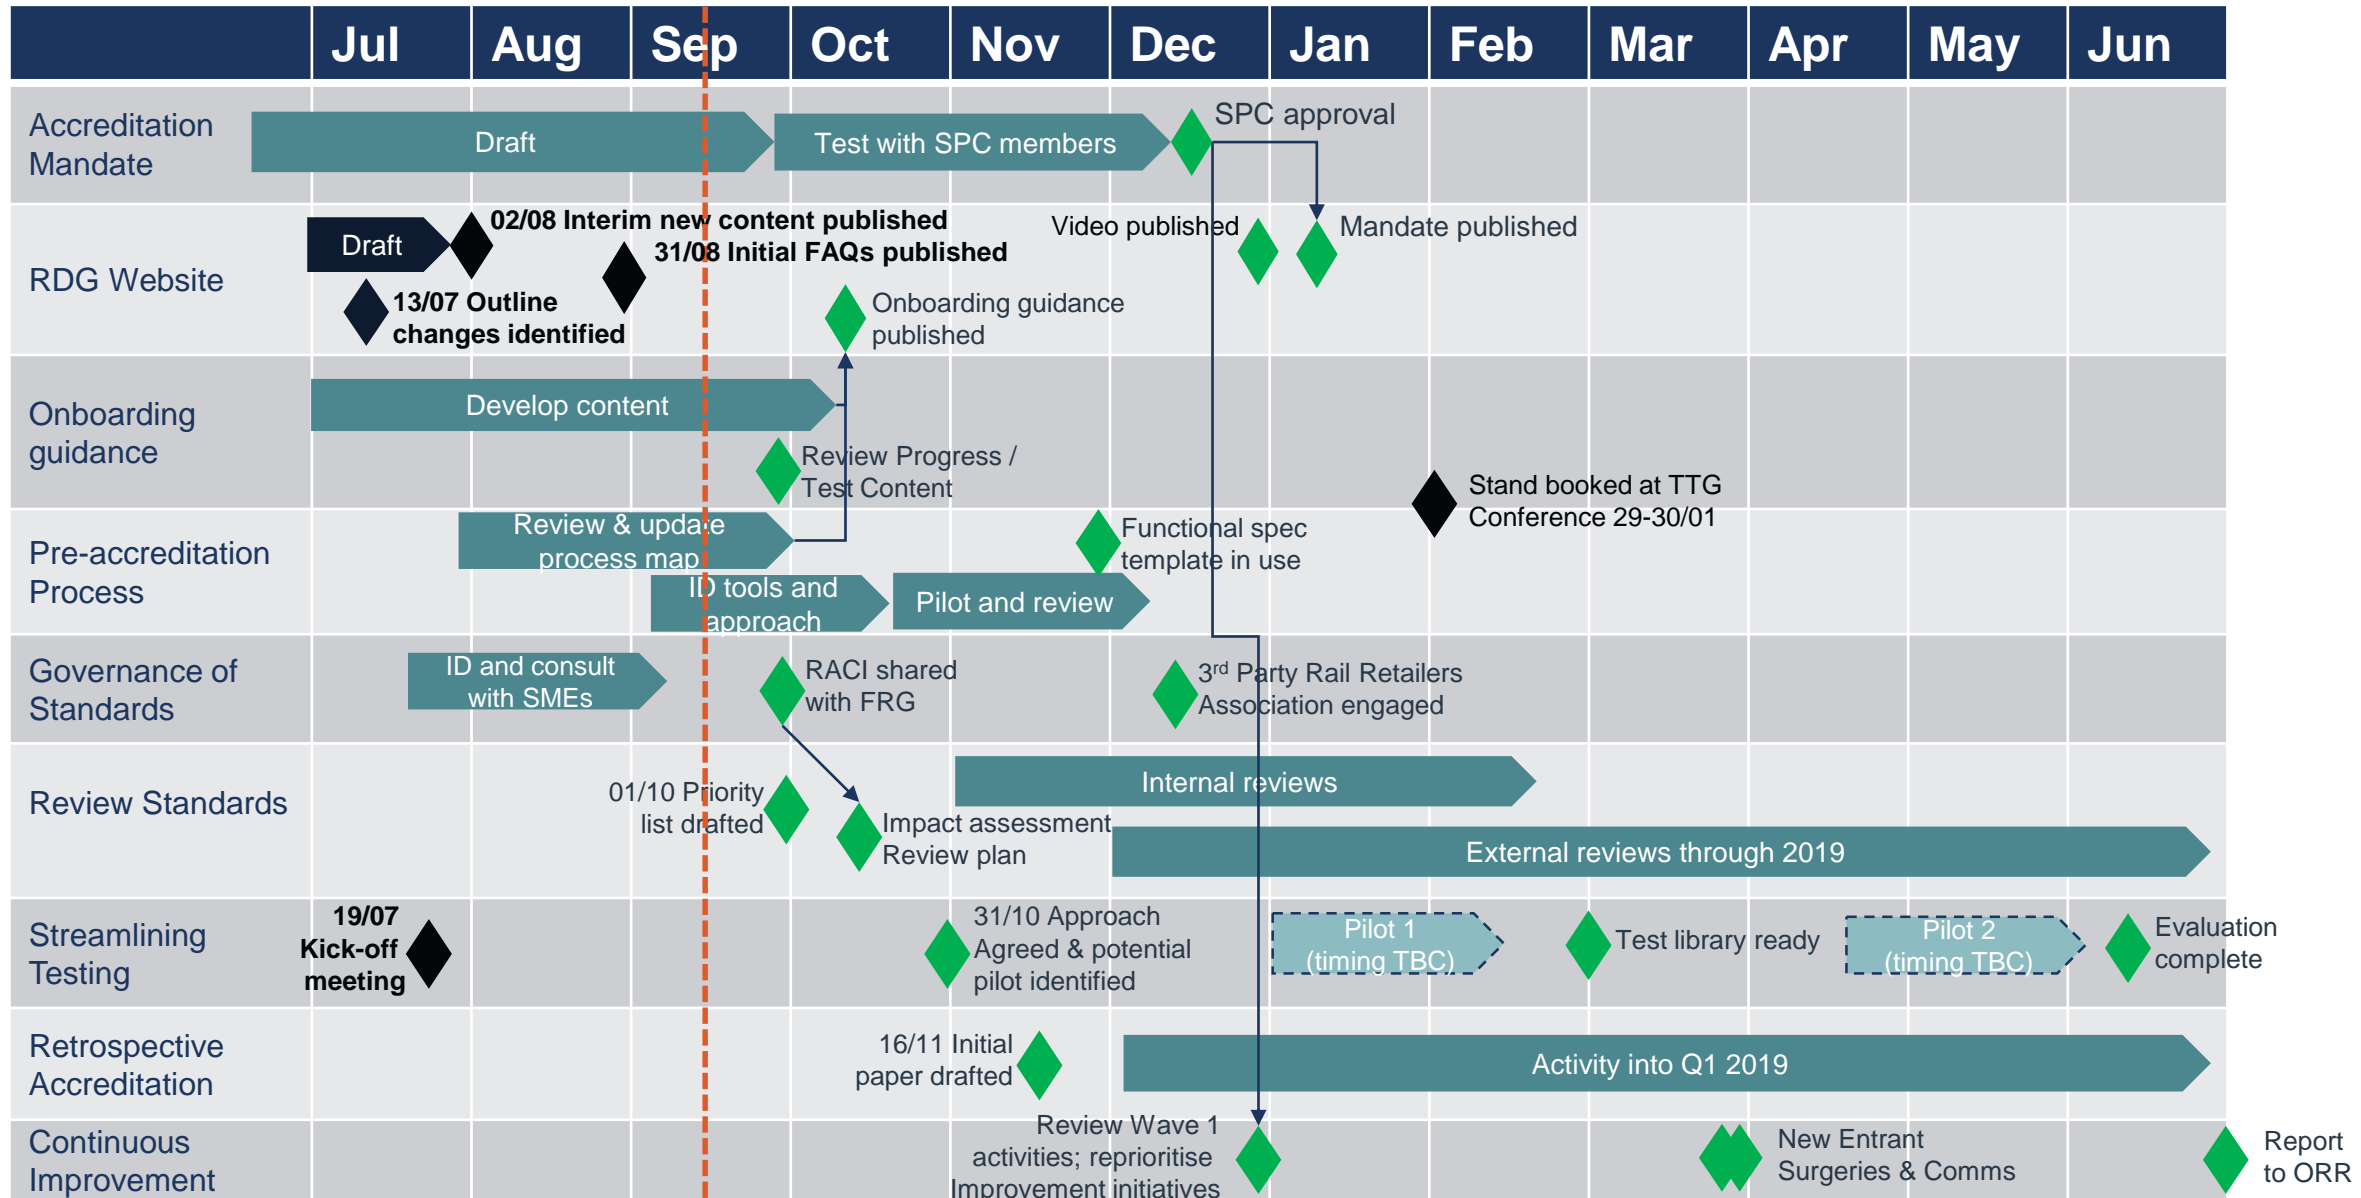 Jul Aug Sep Oct Nov Dec Jan Feb Mar Apr May Jun
Accreditation
Mandate
Draft
Test with SPC members
SPC approval
RDG Website
Draft
02/08 Interim new content published
31/08 Initial FAQs published
13/07 Outline
changes identified
Onboarding guidance
published
Video published
Mandate published
Onboarding
guidance
Develop content
Review Progress /
Test Content
Stand booked at TTG
Conference 29-30/01
Pre-accreditation
Process
Review & update
process map
ID tools and
approach
Pilot and review
Functional spec
template in use
Governance of
Standards
ID and consult
with SMEs
RACI shared
with FRG
3rd Party Rail Retailers
Association engaged
Review Standards
01/10 Priority
list drafted
Impact assessment
Review plan
Internal reviews
External reviews through 2019
Streamlining
Testing
19/07
Kick-off
meeting
31/10 Approach
Agreed & potential
pilot identified
Pilot 1
(timing TBC)
Test library ready
Pilot 2
(timing TBC)
Evaluation
complete
Retrospective
Accreditation
16/11 Initial
paper drafted
Activity into Q1 2019
Continuous
Improvement
Review Wave 1
activities; reprioritise
Improvement initiatives
New Entrant
Surgeries & Comms
Report
to ORR